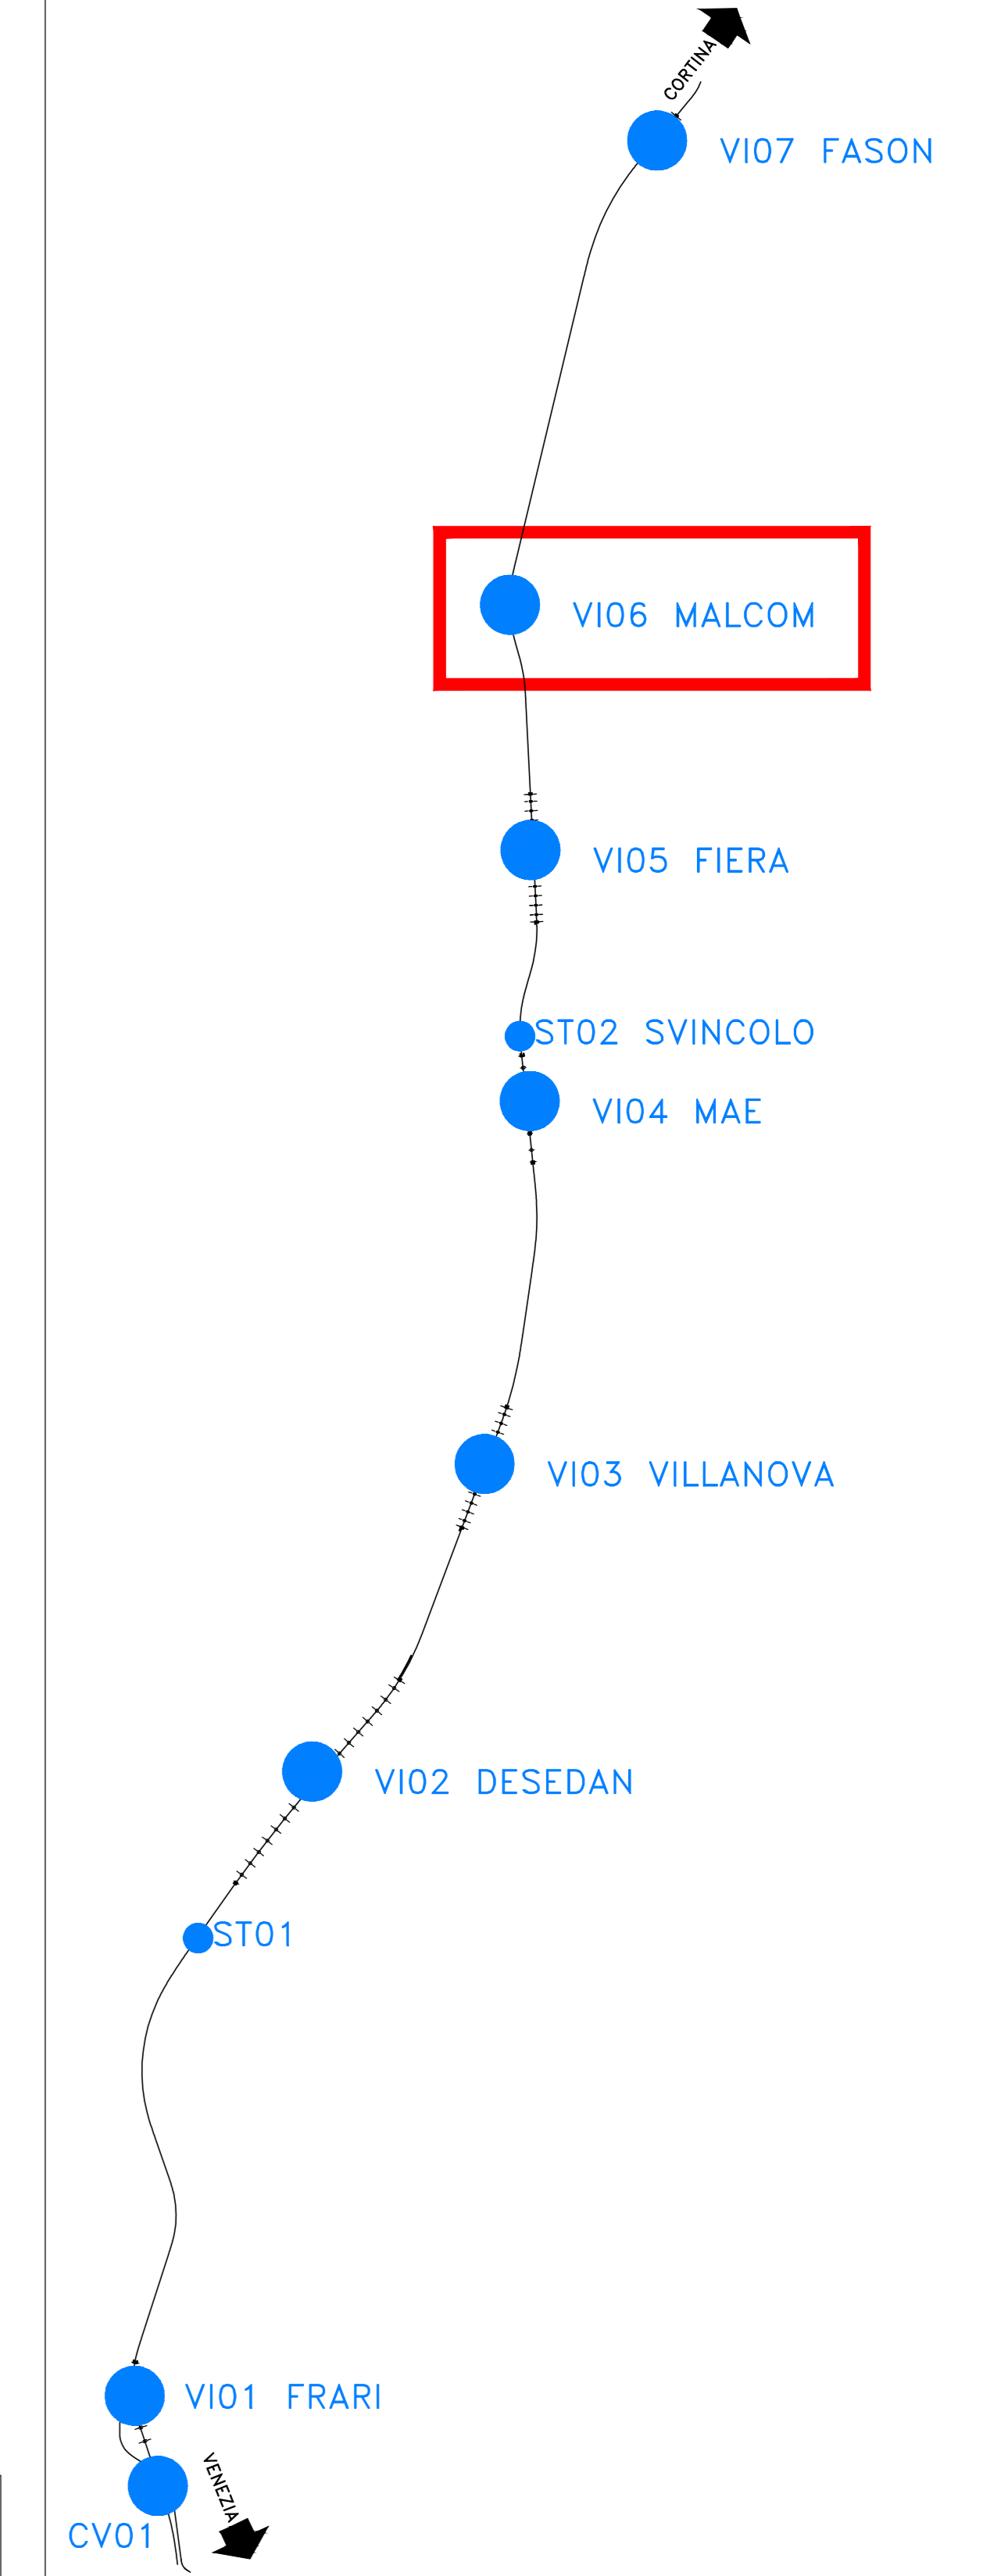 CORTINA
VI07 FASON
VI06 MALCOM
VI05 FIERA
ST02 SVINCOLO
VI04 MAE
VI03 VILLANOVA
VI02 DESEDAN
ST01
VI01 FRARI
VENEZIA
CV01